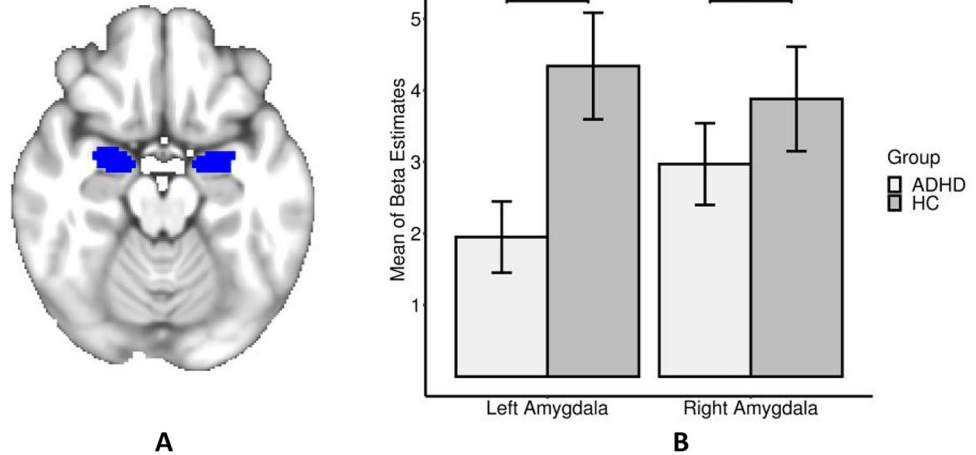 5
4
3
2
1
Mean of Beta Estimates
Left Amygdala
Right Amygdala
Group
ADHD
HC
A
B